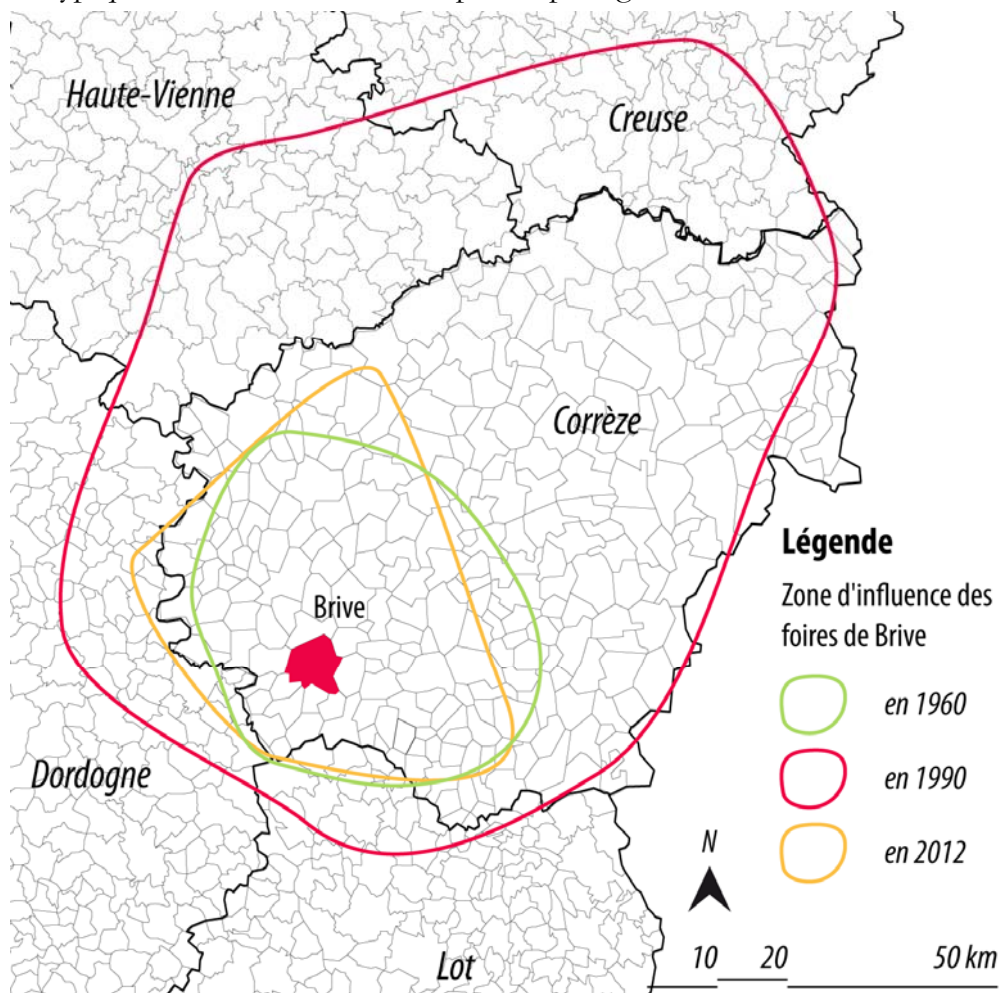 Haute-Vienne
Creuse
Corrèze
Brive
Dordogne
Lot
Légende
Zone d'influence des
foires de Brive
en 1960
en 1990
en 2012
N
10 20 50 km